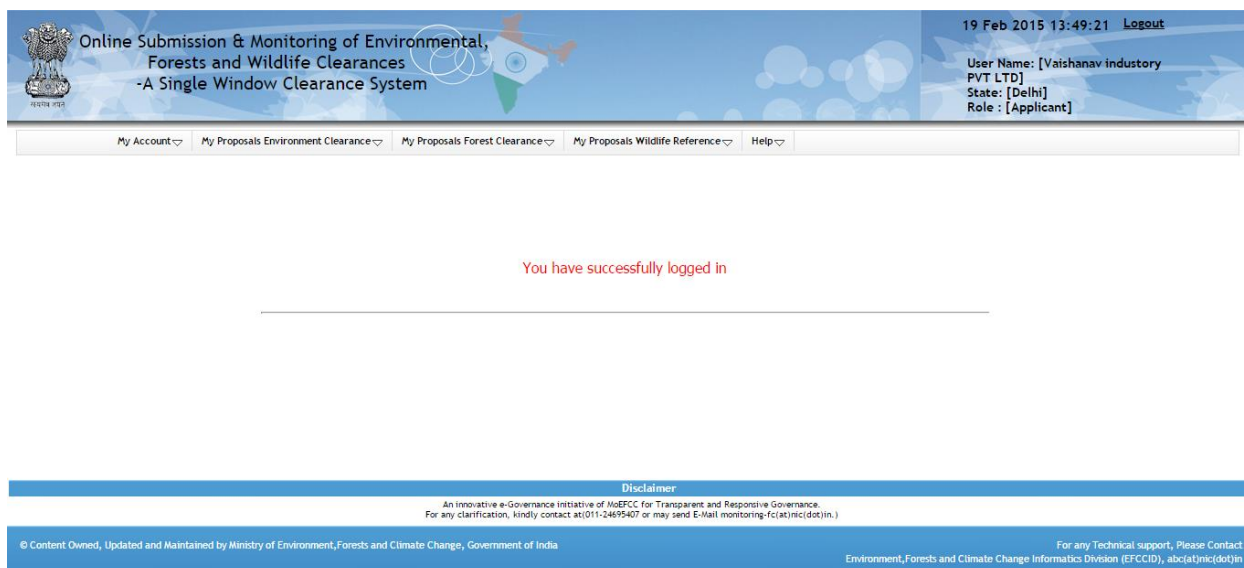 Online Submission & Monitoring of Environmental,
Forests and Wildlife Clearances
-A Single Window Clearance System
सत्यमेव जयते
19 Feb 2015 13:49:21 Logout
User Name: [Vaishanav industory
PVT LTD]
State: [Delhi]
Role : [Applicant]
My Account My Proposals Environment Clearance My Proposals Forest Clearance My Proposals Wildlife Reference Help
You have successfully logged in
Disclaimer
An innovative e-Governance initiative of MoEFCC for Transparent and Responsive Governance.
For any clarification, kindly contact at(011-24695407 or may send E-Mail monitoring-fc(at)nic(dot)in.)
© Content Owned, Updated and Maintained by Ministry of Environment,Forests and Climate Change, Government of India
For any Technical support, Please Contact
Environment,Forests and Climate Change Informatics Division (EFCCID), abc(at)nic(dot)in